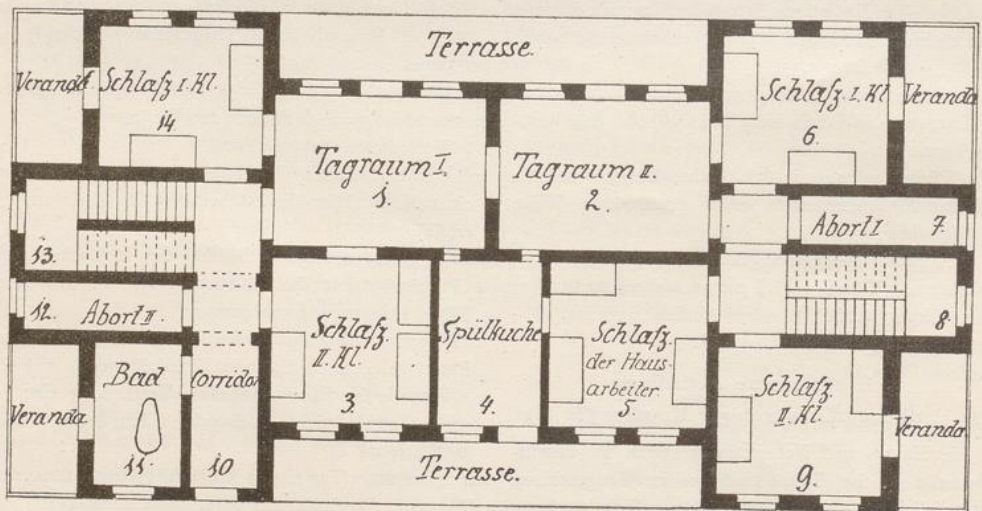 Terrasse.
Veranda
Schlafz. I. Kl.
14
Schlafz. I. Kl
6.
Veranda
Tagraum I.
1.
Tagraum II.
2.
Abort I
7.
13.
12.
Abort II.
Schlafz.
II. Kl.
3.
Spülküche
4.
Schlafz.
der Haus-
arbeiter
5.
8.
Veranda.
Bad
11.
Corridor
10
Schlafz.
II. Kl.
9.
Veranda.
Terrasse.